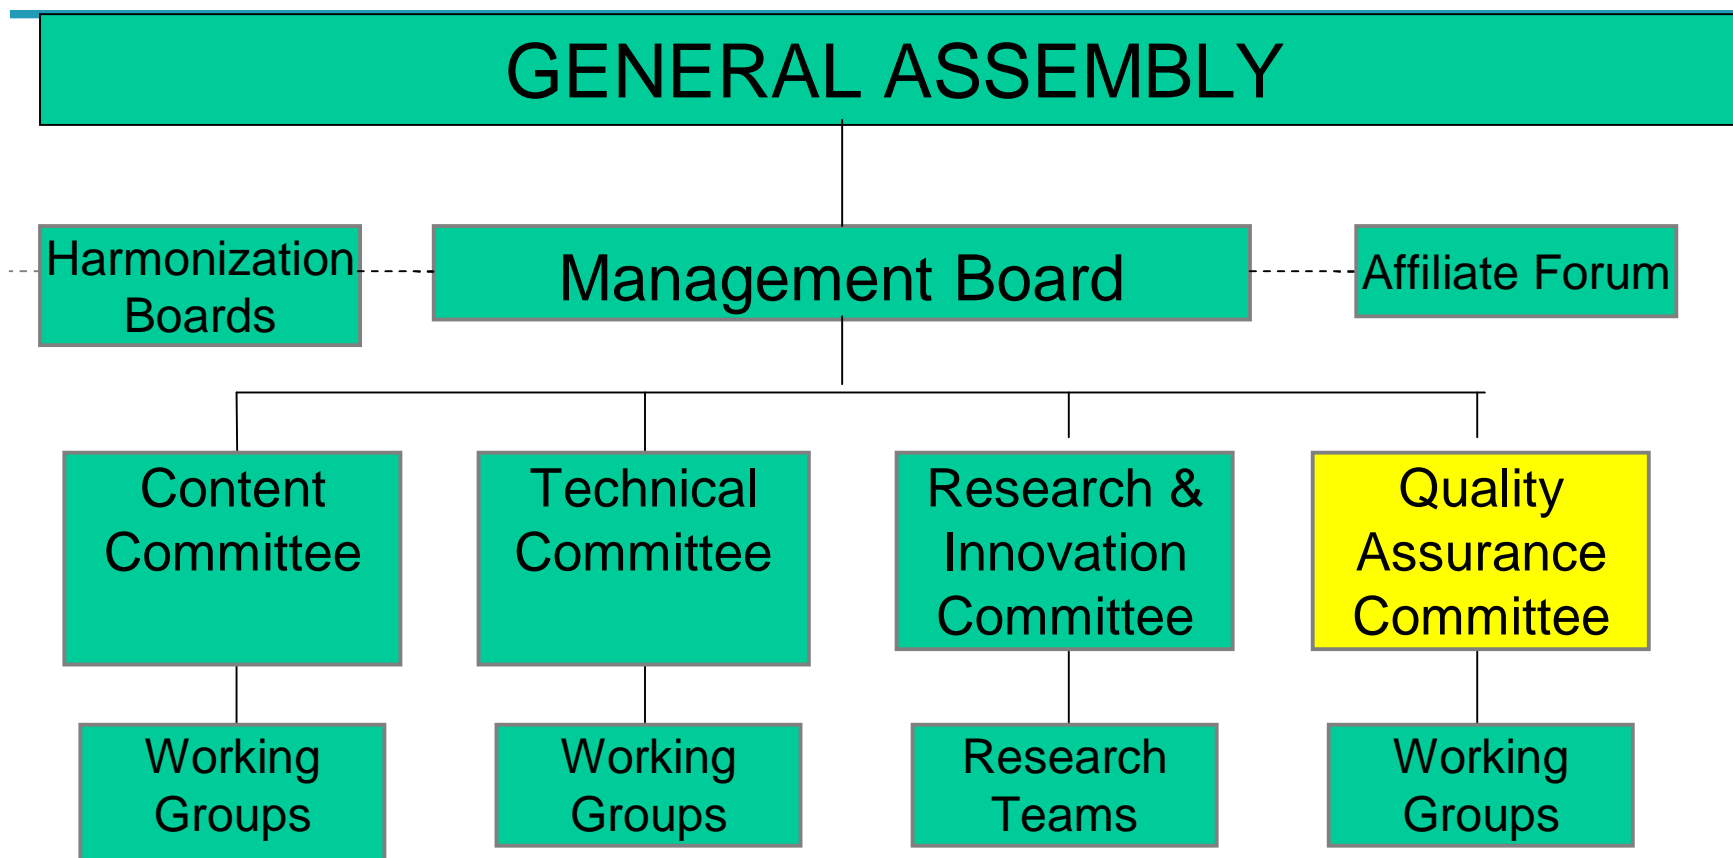 GENERAL ASSEMBLY
Harmonization
Boards
Management Board
Affiliate Forum
Content
Committee
Technical
Committee
Research &
Innovation
Committee
Quality
Assurance
Committee
Working
Groups
Working
Groups
Research
Teams
Working
Groups